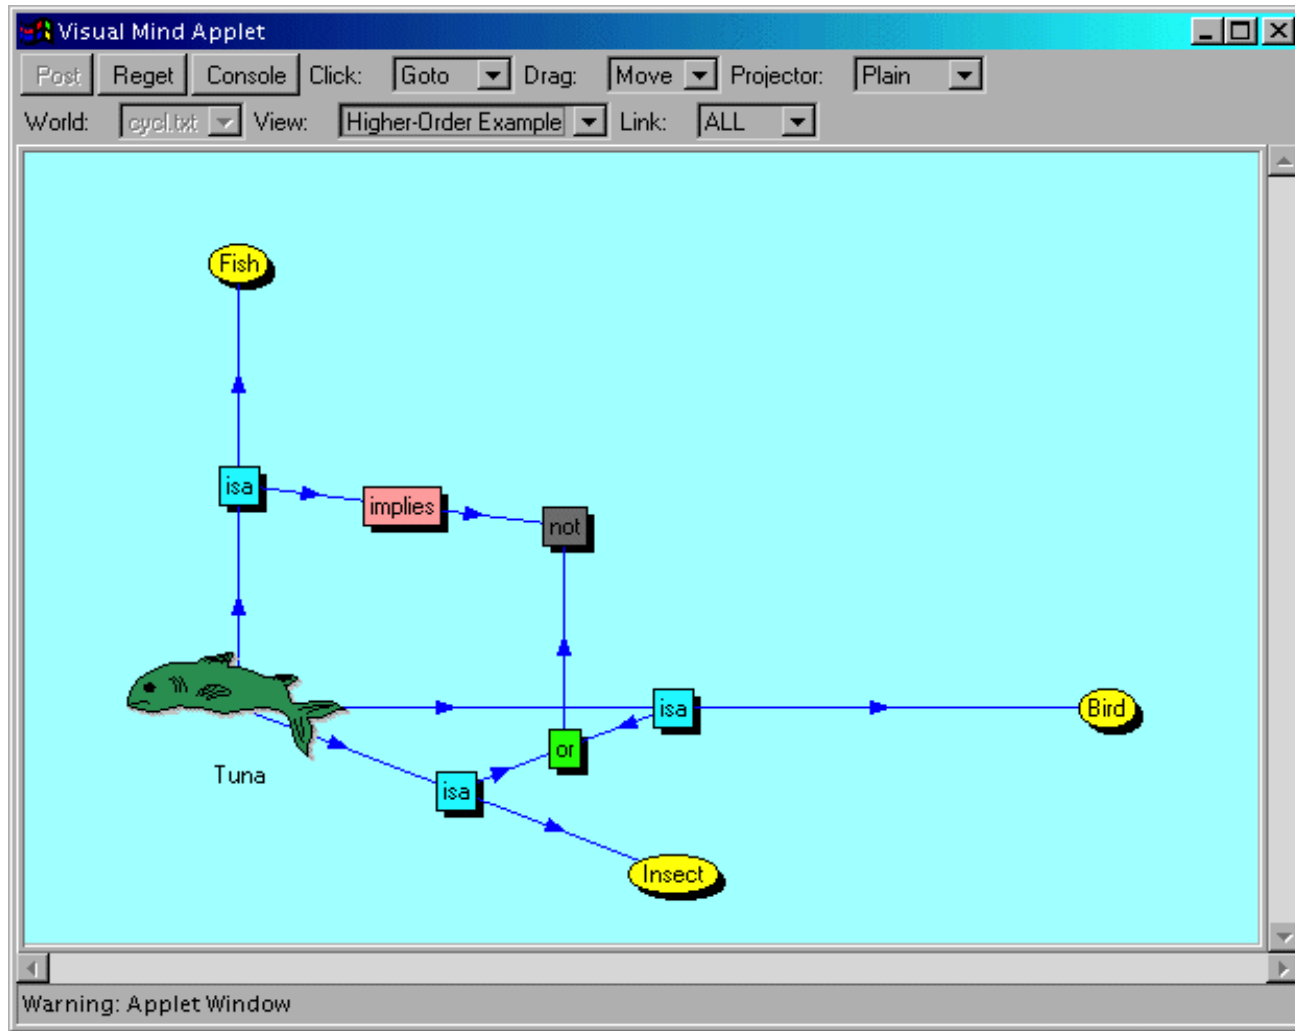 Visual Mind Applet
Post Reget Console Click: Goto Drag: Move Projector: Plain
World: cycl.txt View: Higher-Order Example Link: ALL
Fish
isa
implies
not
isa
Bird
or
Tuna
isa
Insect
Warning: Applet Window